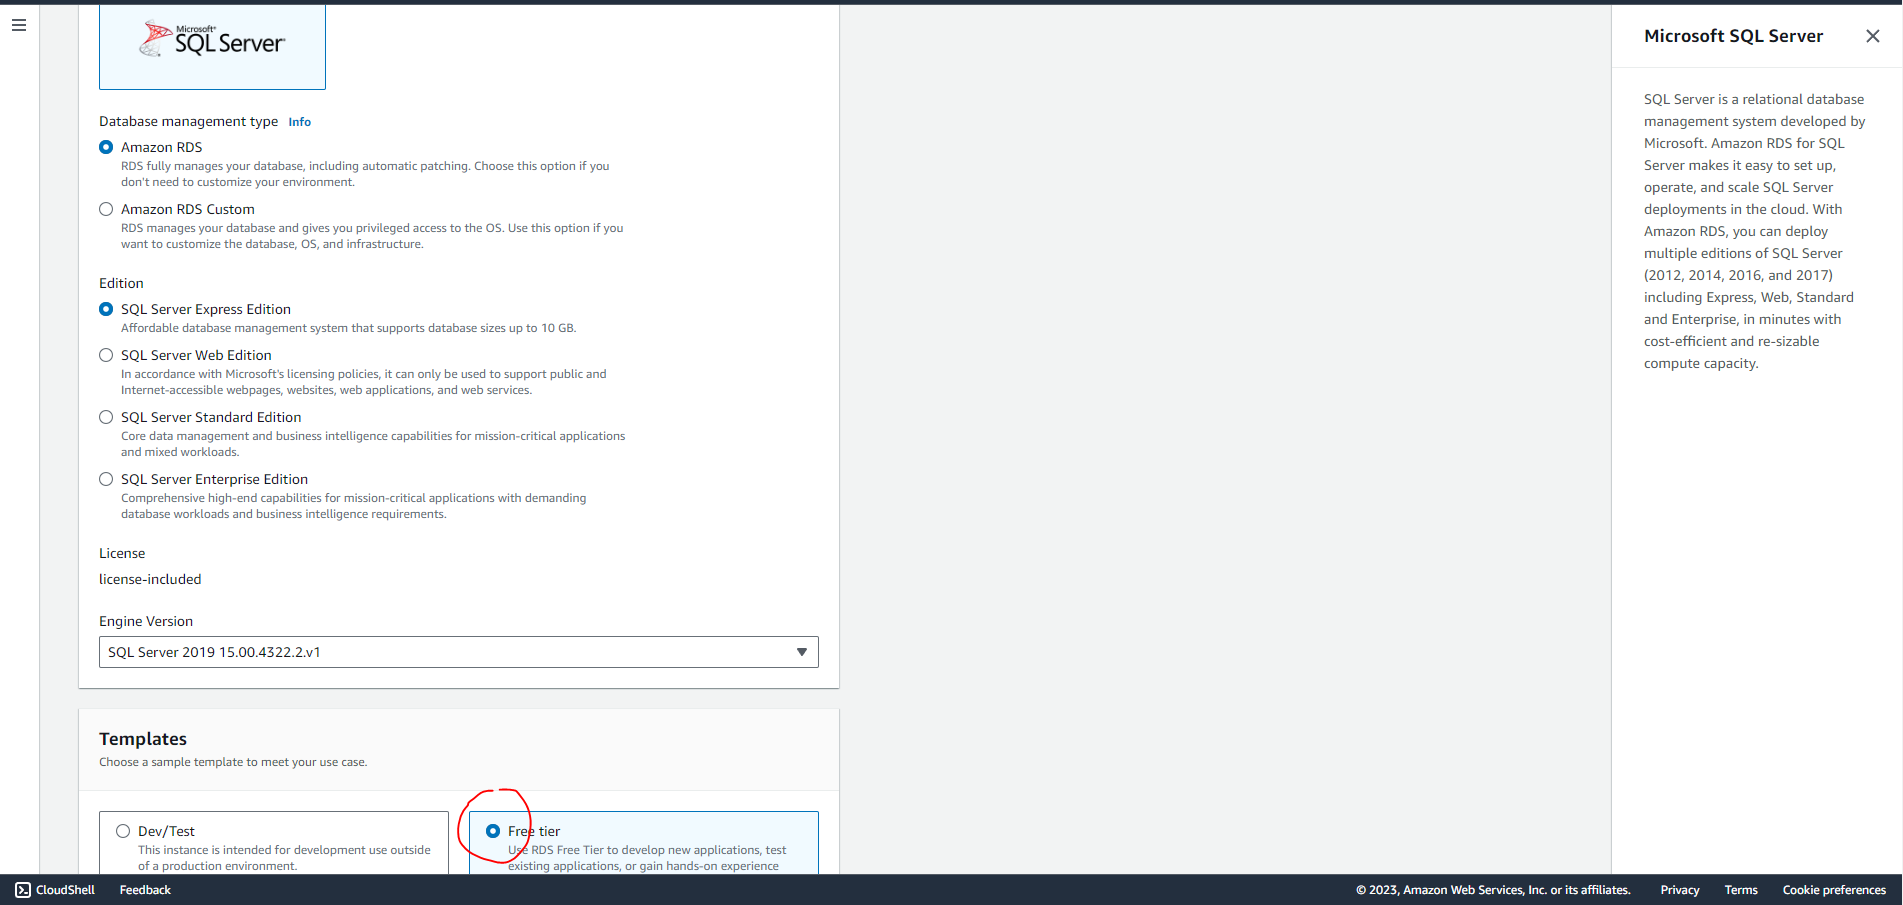 Microsoft®
SQL Server®
Database management type Info
Amazon RDS
RDS fully manages your database, including automatic patching. Choose this option if you
don't need to customize your environment.
Amazon RDS Custom
RDS manages your database and gives you privileged access to the OS. Use this option if you
want to customize the database, OS, and infrastructure.
Edition
SQL Server Express Edition
Affordable database management system that supports database sizes up to 10 GB.
SQL Server Web Edition
In accordance with Microsoft's licensing policies, it can only be used to support public and
Internet-accessible webpages, websites, web applications, and web services.
SQL Server Standard Edition
Core data management and business intelligence capabilities for mission-critical applications
and mixed workloads.
SQL Server Enterprise Edition
Comprehensive high-end capabilities for mission-critical applications with demanding
database workloads and business intelligence requirements.
License
license-included
Engine Version
SQL Server 2019 15.00.4322.2.v1
Templates
Choose a sample template to meet your use case.
Dev/Test
This instance is intended for development use outside
of a production environment.
Free tier
Use RDS Free Tier to develop new applications, test
existing applications, or gain hands-on experience
Microsoft SQL Server
SQL Server is a relational database
management system developed by
Microsoft. Amazon RDS for SQL
Server makes it easy to set up,
operate, and scale SQL Server
deployments in the cloud. With
Amazon RDS, you can deploy
multiple editions of SQL Server
(2012, 2014, 2016, and 2017)
including Express, Web, Standard
and Enterprise, in minutes with
cost-efficient and re-sizable
compute capacity.
CloudShell Feedback © 2023, Amazon Web Services, Inc. or its affiliates. Privacy Terms Cookie preferences